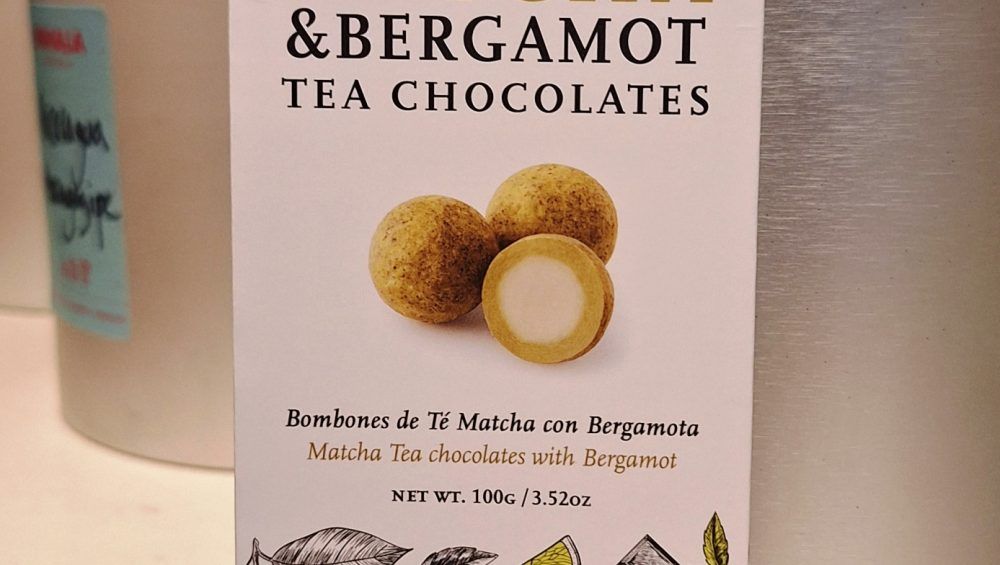 &BERGAMOT
TEA CHOCOLATES
Bombones de Té Matcha con Bergamota
Matcha Tea chocolates with Bergamot
NET WT. 100G / 3.52OZ